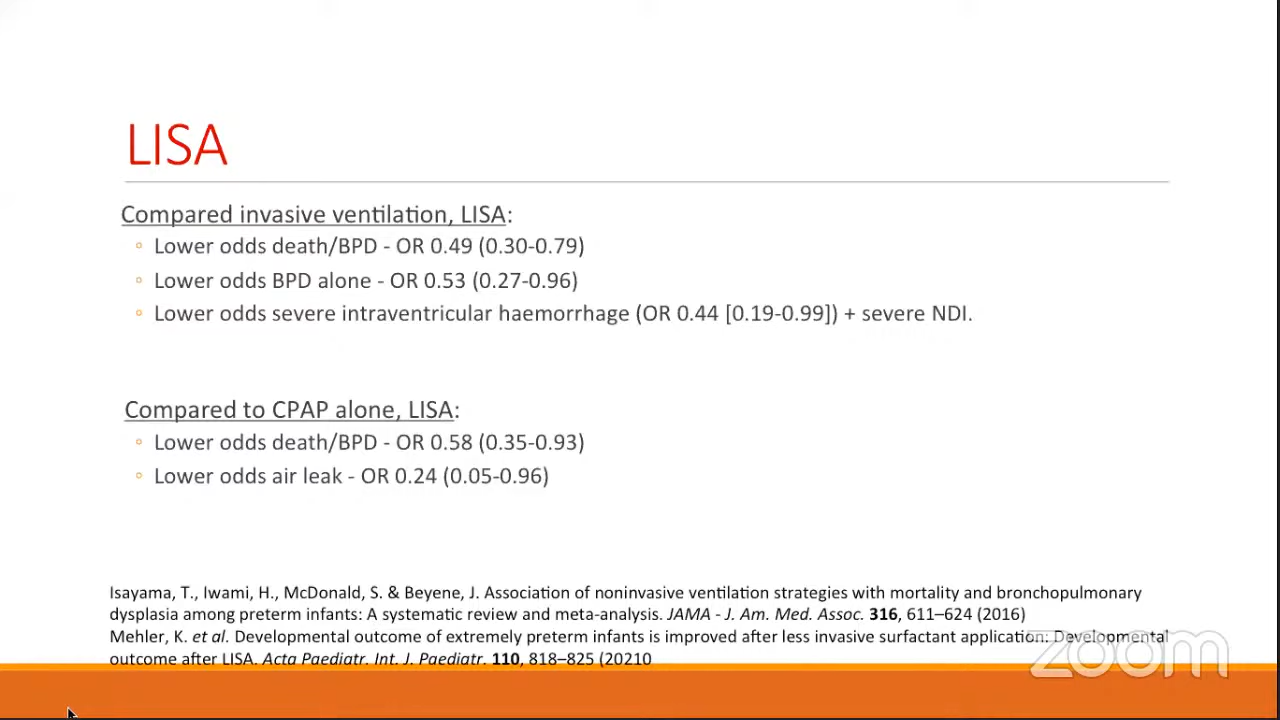 LISA
Compared invasive ventilation, LISA:
◦ Lower odds death/BPD - OR 0.49 (0.30-0.79)
◦ Lower odds BPD alone - OR 0.53 (0.27-0.96)
◦ Lower odds severe intraventricular haemorrhage (OR 0.44 [0.19-0.99]) + severe NDI.
Compared to CPAP alone, LISA:
◦ Lower odds death/BPD - OR 0.58 (0.35-0.93)
◦ Lower odds air leak - OR 0.24 (0.05-0.96)
Isayama, T., Iwami, H., McDonald, S. & Beyene, J. Association of noninvasive ventilation strategies with mortality and bronchopulmonary
dysplasia among preterm infants: A systematic review and meta-analysis. JAMA - J. Am. Med. Assoc. 316, 611–624 (2016)
Mehler, K. et al. Developmental outcome of extremely preterm infants is improved after less invasive surfactant application: Developmental
outcome after LISA. Acta Paediatr. Int. J. Paediatr. 110, 818–825 (20210
zoom